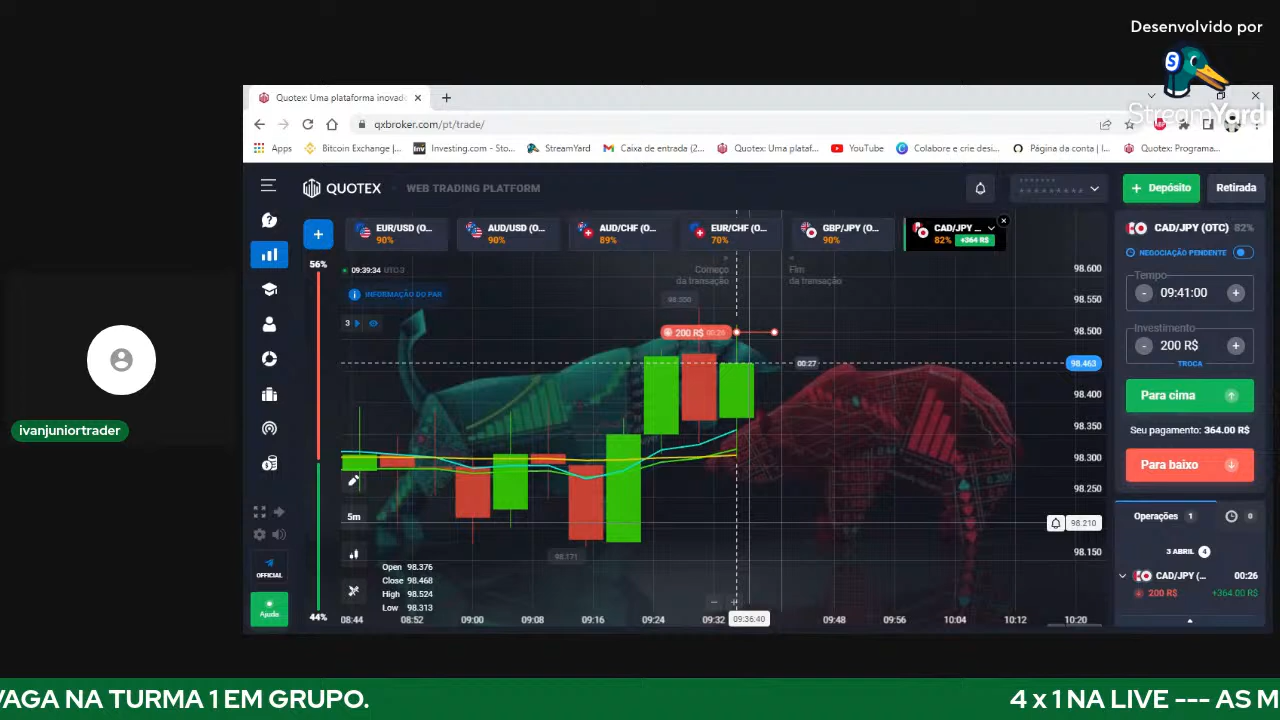 Desenvolvido por
StreamYard
Quotex: Uma plataforma inovado
qxbroker.com/pt/trade/
Apps
Bitcoin Exchange |...
Investing.com - Sto...
StreamYard
Caixa de entrada (2...
Quotex: Uma plataf...
YouTube
Colabore e crie desi...
Página da conta | I...
Quotex: Programa...
QUOTEX
WEB TRADING PLATFORM
Depósito
Retirada
EUR/USD (O...
90%
AUD/USD (O...
90%
AUD/CHF (O...
89%
EUR/CHF (O...
70%
GBP/JPY (O...
90%
CAD/JPY ...
82%
+364 R$
CAD/JPY (OTC)
82%
56%
09:39:34 UTC-3
INFORMAÇÃO DO PAR
Começo
da transação
Fim
da transação
NEGOCIAÇÃO PENDENTE
Tempo
- 09:41:00 +
Investimento
- 200 R$ +
TROCA
Para cima
Seu pagamento: 364.00 R$
Para baixo
98.600
98.550
98.500
98.463
98.400
98.350
98.300
98.250
98.210
98.150
3
98.550
200 R$ 00:26
00:27
5m
98.171
Open 98.376
Close 98.468
High 98.524
Low 98.313
OFFICIAL
Ajuda
44%
08:44
08:52
09:00
09:08
09:16
09:24
09:32
09:36:40
09:48
09:56
10:04
10:12
10:20
Operações 1
0
3 ABRIL 4
CAD/JPY (...
00:26
200 R$
+364.00 R$
ivanjuniortrader
VAGA NA TURMA 1 EM GRUPO.
4 x 1 NA LIVE --- AS M